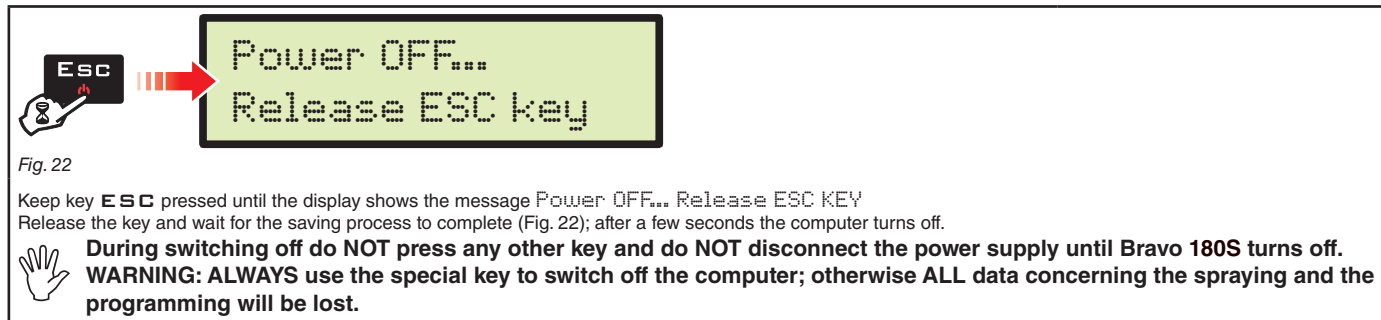 Esc
Power OFF...
Release ESC key
Fig. 22
Keep key ESC pressed until the display shows the message Power OFF... Release ESC KEY
Release the key and wait for the saving process to complete (Fig. 22); after a few seconds the computer turns off.
During switching off do NOT press any other key and do NOT disconnect the power supply until Bravo 180S turns off.
WARNING: ALWAYS use the special key to switch off the computer; otherwise ALL data concerning the spraying and the
programming will be lost.